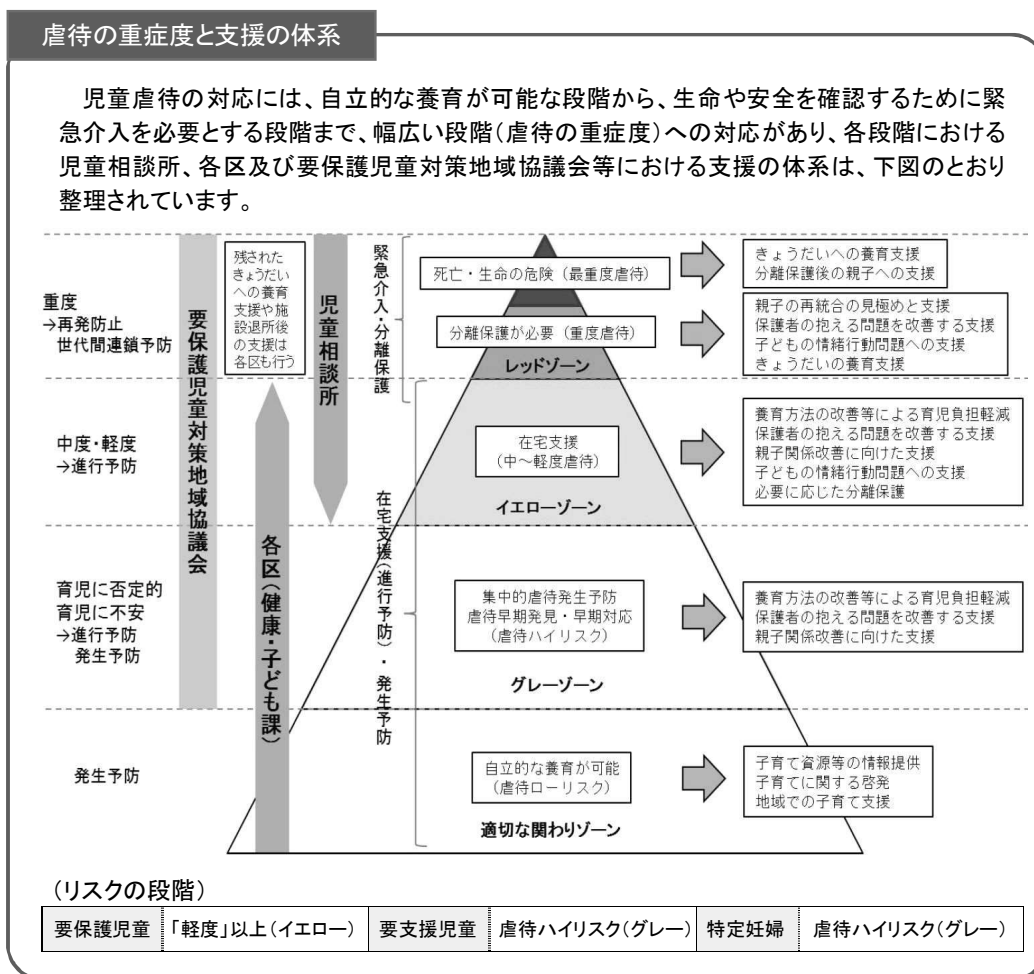 虐待の重症度と支援の体系
児童虐待の対応には、自立的な養育が可能な段階から、生命や安全を確認するために緊
急介入を必要とする段階まで、幅広い段階(虐待の重症度)への対応があり、各段階における
児童相談所、各区及び要保護児童対策地域協議会等における支援の体系は、下図のとおり
整理されています。
重度
→再発防止
世代間連鎖予防
中度・軽度
→進行予防
育児に否定的
育児に不安
→進行予防
発生予防
発生予防
要保護児童対策地域協議会
残された
きょうだい
への養育
支援や施
設退所後
の支援は
各区も行う
各区(健康・子ども課)
児童相談所
緊急介入・分離保護
在宅支援(進行予防)・発生予防
死亡・生命の危険(最重度虐待)
分離保護が必要(重度虐待)
レッドゾーン
在宅支援
(中~軽度虐待)
イエローゾーン
集中的虐待発生予防
虐待早期発見・早期対応
(虐待ハイリスク)
グレーゾーン
自立的な養育が可能
(虐待ローリスク)
適切な関わりゾーン
きょうだいへの養育支援
分離保護後の親子への支援
親子の再統合の見極めと支援
保護者の抱える問題を改善する支援
子どもの情緒行動問題への支援
きょうだいの養育支援
養育方法の改善等による育児負担軽減
保護者の抱える問題を改善する支援
親子関係改善に向けた支援
子どもの情緒行動問題への支援
必要に応じた分離保護
養育方法の改善等による育児負担軽減
保護者の抱える問題を改善する支援
親子関係改善に向けた支援
子育て資源等の情報提供
子育てに関する啓発
地域での子育て支援
(リスクの段階)
要保護児童 「軽度」以上(イエロー) 要支援児童 虐待ハイリスク(グレー) 特定妊婦 虐待ハイリスク(グレー)